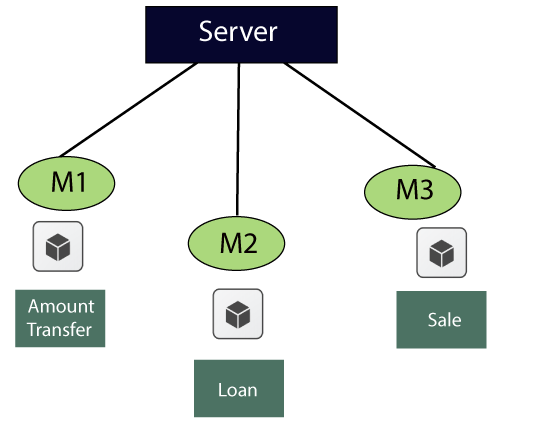 Server
M1
M2
M3
Amount
Transfer
Loan
Sale